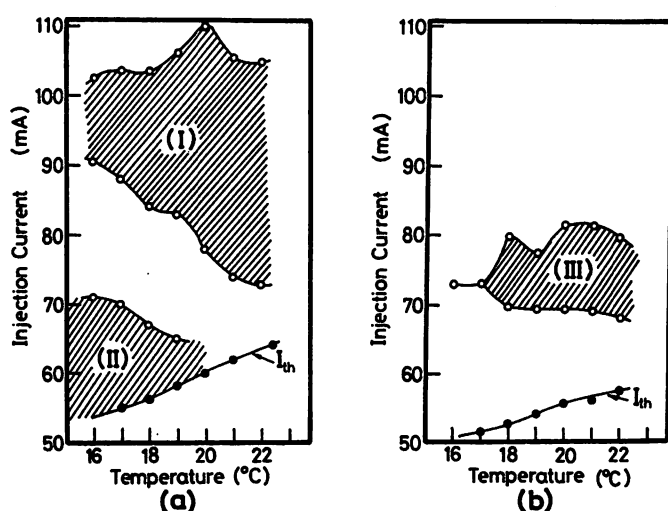 110
100
90
80
70
60
50
Injection Current (mA)
(I)
(II)
Ith
16 18 20 22
Temperature (°C)
(a)
110
100
90
80
70
60
50
Injection Current (mA)
(III)
Ith
16 18 20 22
Temperature (°C)
(b)